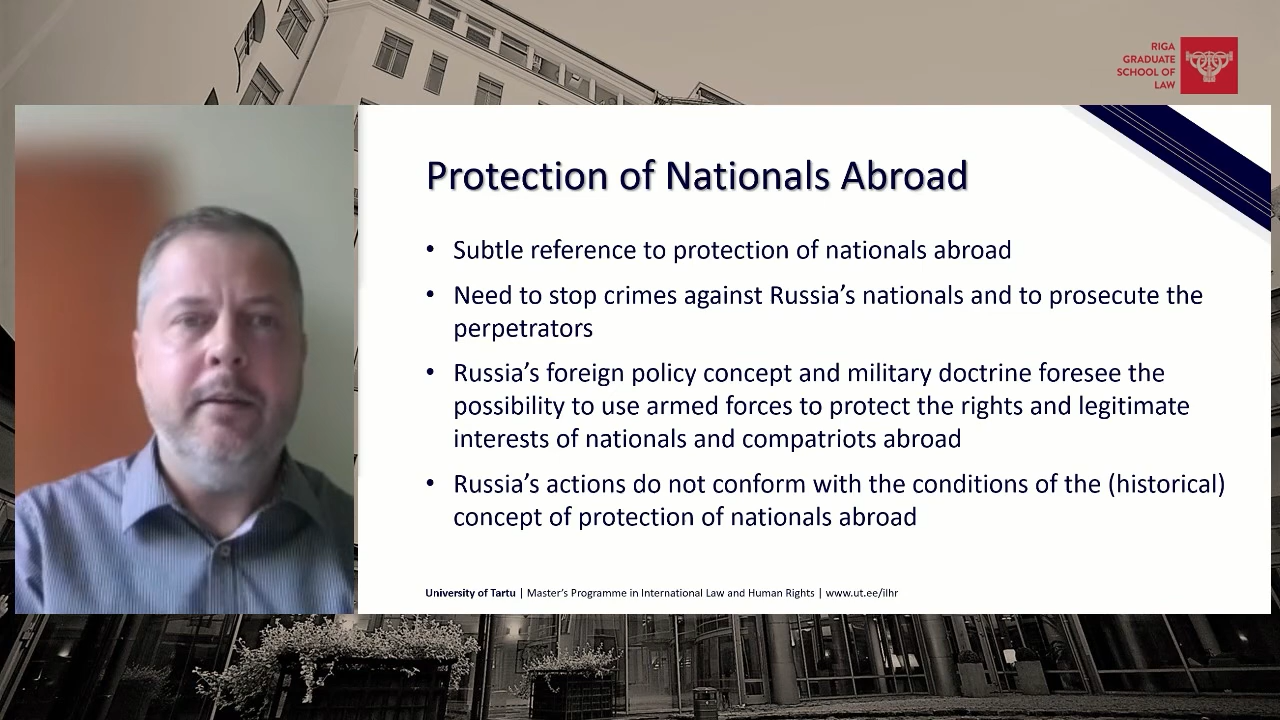 RIGA
GRADUATE
SCHOOL OF
LAW
Protection of Nationals Abroad
• Subtle reference to protection of nationals abroad
• Need to stop crimes against Russia’s nationals and to prosecute the
perpetrators
• Russia’s foreign policy concept and military doctrine foresee the
possibility to use armed forces to protect the rights and legitimate
interests of nationals and compatriots abroad
• Russia’s actions do not conform with the conditions of the (historical)
concept of protection of nationals abroad
University of Tartu | Master’s Programme in International Law and Human Rights | www.ut.ee/ilhr